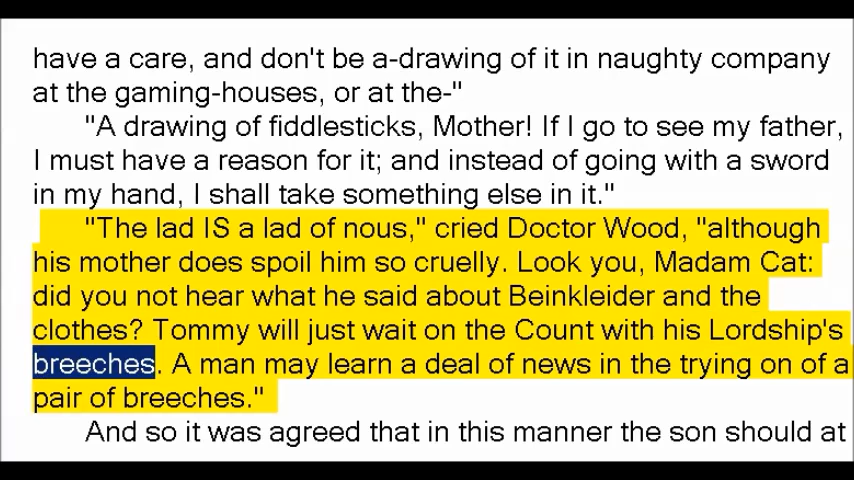 have a care, and don't be a-drawing of it in naughty company
at the gaming-houses, or at the-"
"A drawing of fiddlesticks, Mother! If I go to see my father,
I must have a reason for it; and instead of going with a sword
in my hand, I shall take something else in it."
"The lad IS a lad of nous," cried Doctor Wood, "although
his mother does spoil him so cruelly. Look you, Madam Cat:
did you not hear what he said about Beinkleider and the
clothes? Tommy will just wait on the Count with his Lordship's
breeches. A man may learn a deal of news in the trying on of a
pair of breeches."
And so it was agreed that in this manner the son should at